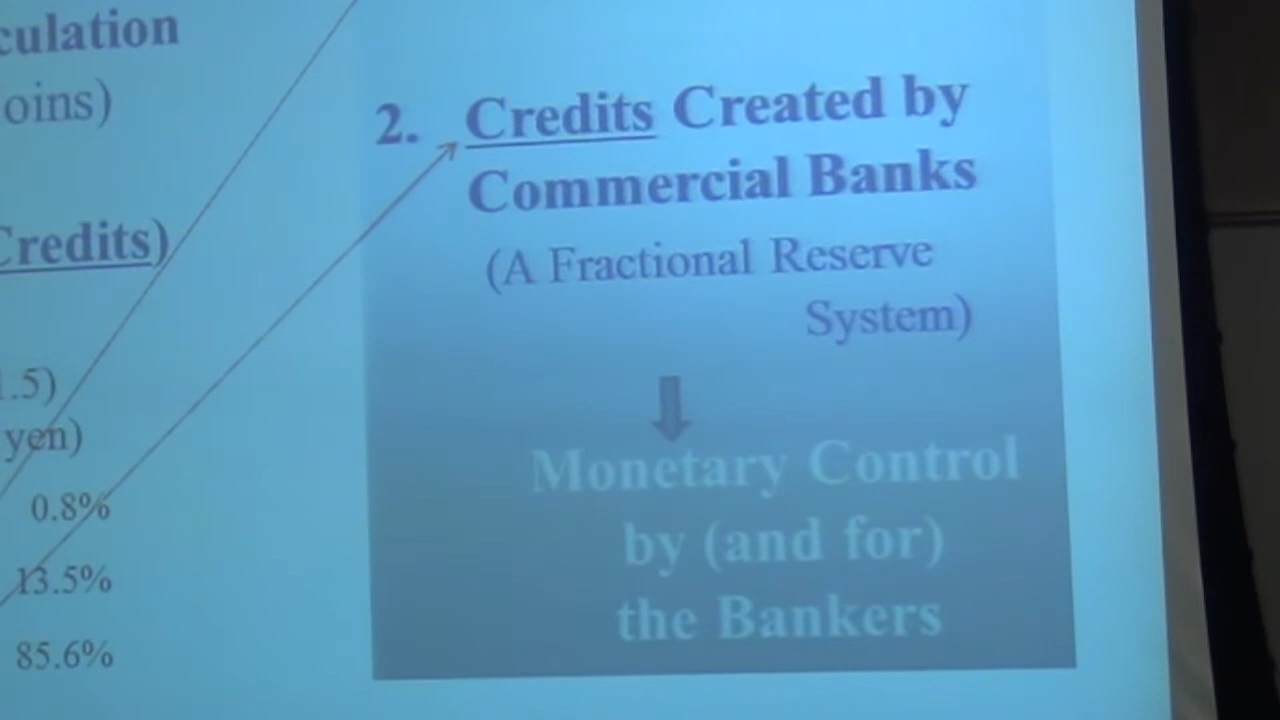 culation
oins)
Credits)
1.5)
yen)
0.8%
13.5%
85.6%
2. Credits Created by
Commercial Banks
(A Fractional Reserve
System)
Monetary Control
by (and for)
the Bankers